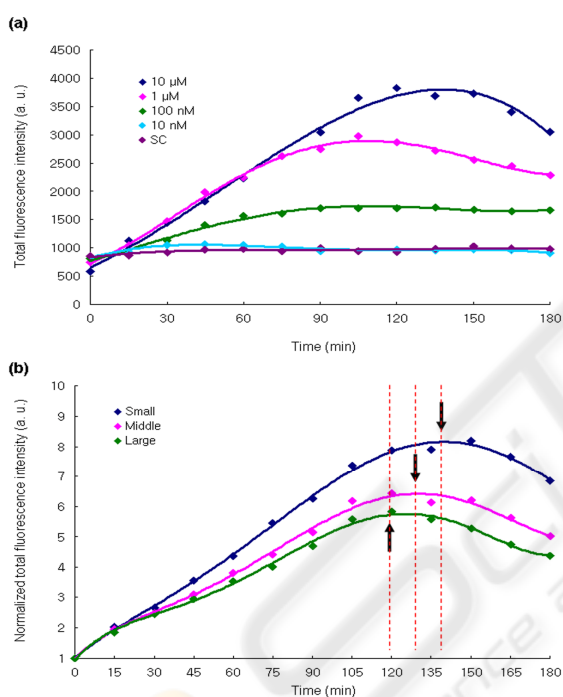 (a)
Total fluorescence intensity (a. u.)
4500
4000
3500
3000
2500
2000
1500
1000
500
0
10 µM
1 µM
100 nM
10 nM
SC
0 30 60 90 120 150 180
Time (min)
(b)
Normalized total fluorescence intensity (a. u.)
10
9
8
7
6
5
4
3
2
1
Small
Middle
Large
0 15 30 45 60 75 90 105 120 135 150 165 180
Time (min)